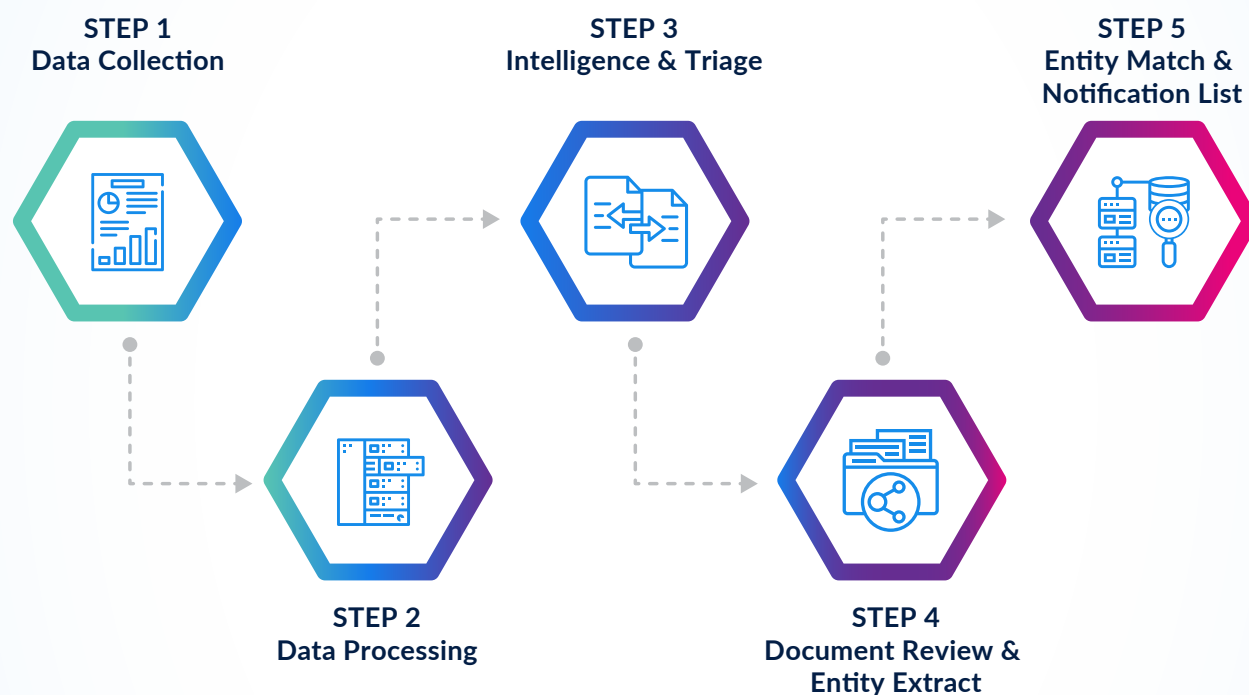 STEP 1
Data Collection
STEP 2
Data Processing
STEP 3
Intelligence & Triage
STEP 4
Document Review &
Entity Extract
STEP 5
Entity Match &
Notification List